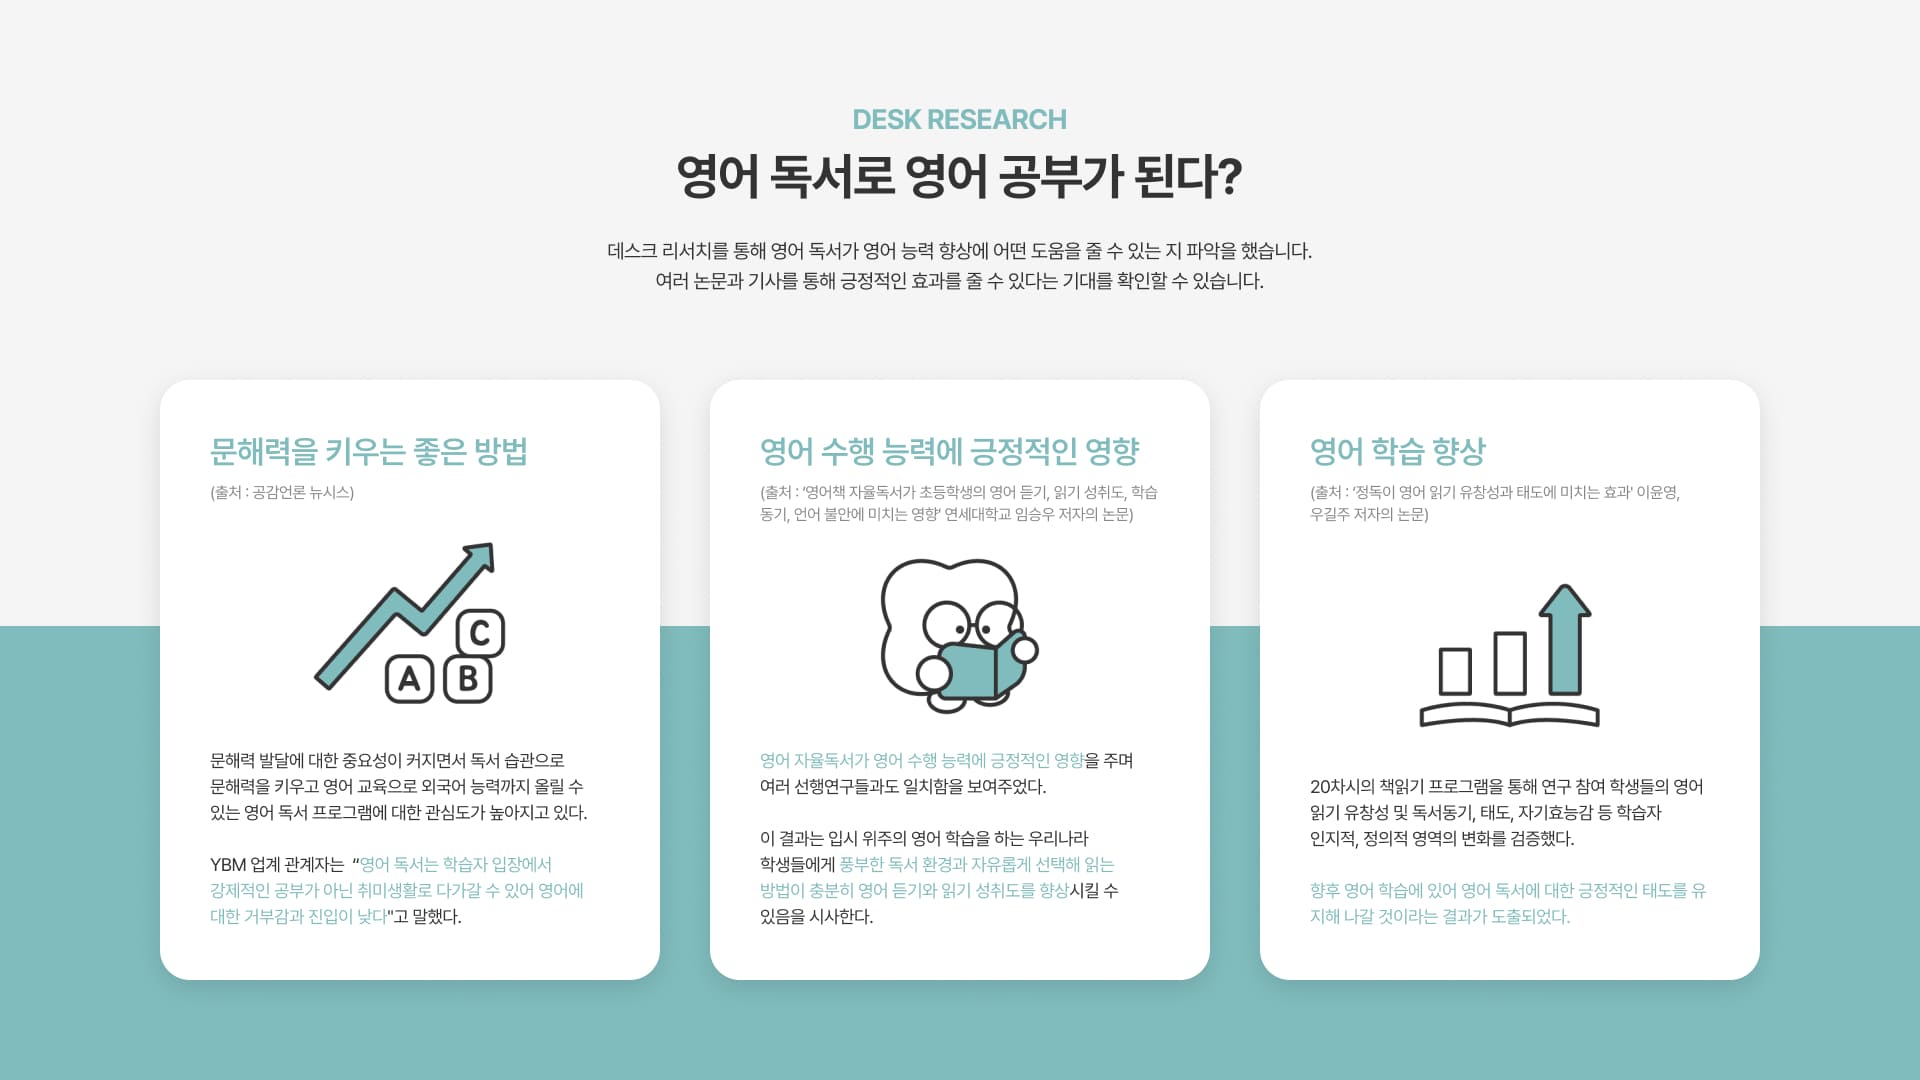 DESK RESEARCH
영어 독서로 영어 공부가 된다?
데스크 리서치를 통해 영어 독서가 영어 능력 향상에 어떤 도움을 줄 수 있는 지 파악을 했습니다.
여러 논문과 기사를 통해 긍정적인 효과를 줄 수 있다는 기대를 확인할 수 있습니다.
문해력을 키우는 좋은 방법
(출처 : 공감언론 뉴시스)
C
A B
문해력 발달에 대한 중요성이 커지면서 독서 습관으로
문해력을 키우고 영어 교육으로 외국어 능력까지 올릴 수
있는 영어 독서 프로그램에 대한 관심도가 높아지고 있다.
YBM 업계 관계자는 “영어 독서는 학습자 입장에서
강제적인 공부가 아닌 취미생활로 다가갈 수 있어 영어에
대한 거부감과 진입이 낮다"고 말했다.
영어 수행 능력에 긍정적인 영향
(출처 : ‘영어책 자율독서가 초등학생의 영어 듣기, 읽기 성취도, 학습
동기, 언어 불안에 미치는 영향’ 연세대학교 임승우 저자의 논문)
영어 자율독서가 영어 수행 능력에 긍정적인 영향을 주며
여러 선행연구들과도 일치함을 보여주었다.
이 결과는 입시 위주의 영어 학습을 하는 우리나라
학생들에게 풍부한 독서 환경과 자유롭게 선택해 읽는
방법이 충분히 영어 듣기와 읽기 성취도를 향상시킬 수
있음을 시사한다.
영어 학습 향상
(출처 : ‘정독이 영어 읽기 유창성과 태도에 미치는 효과' 이윤영,
우길주 저자의 논문)
20차시의 책읽기 프로그램을 통해 연구 참여 학생들의 영어
읽기 유창성 및 독서동기, 태도, 자기효능감 등 학습자
인지적, 정의적 영역의 변화를 검증했다.
향후 영어 학습에 있어 영어 독서에 대한 긍정적인 태도를 유
지해 나갈 것이라는 결과가 도출되었다.